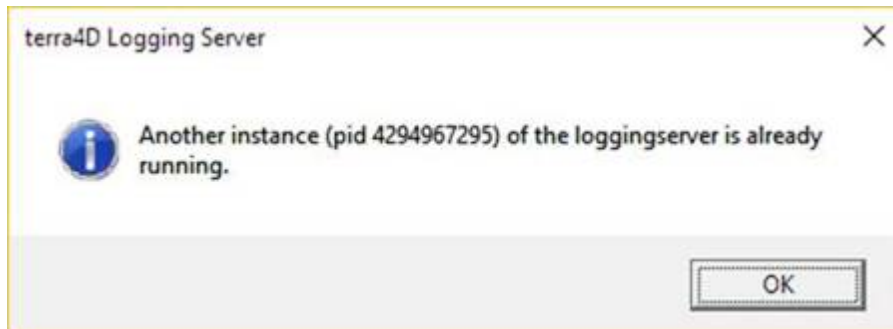 terra4D Logging Server
Another instance (pid 4294967295) of the loggingserver is already
running.
OK